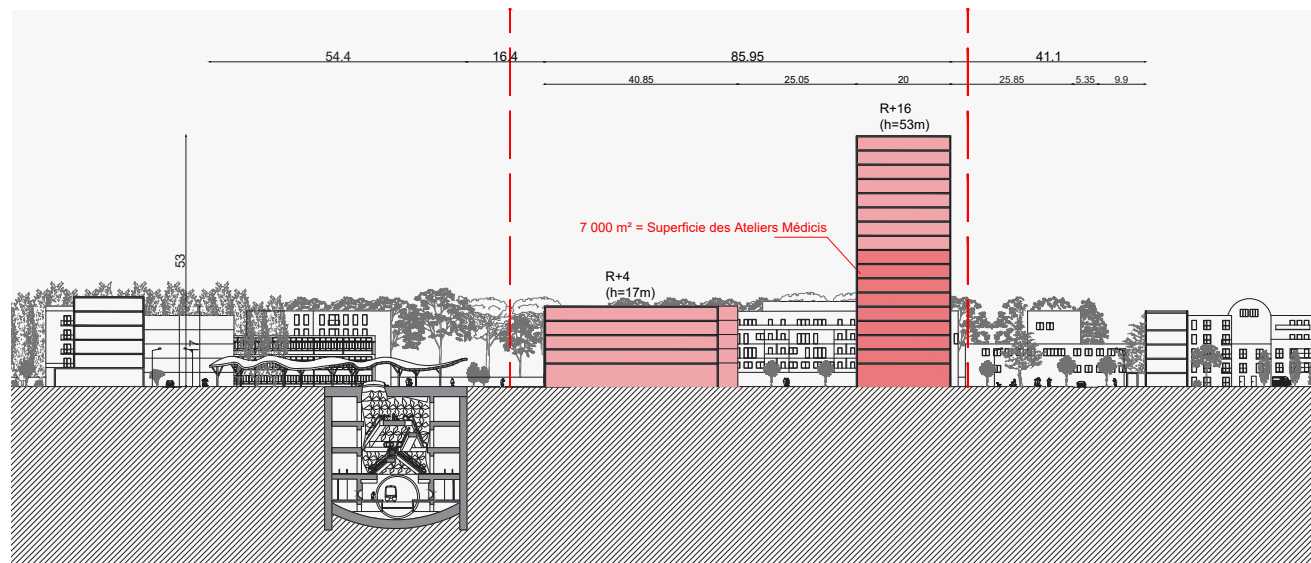 54.4 16.4 85.95 41.1
40.85 25.05 20 25.85 5.35 9.9
R+16
(h=53m)
7 000 m² = Superficie des Ateliers Médicis
53
R+4
(h=17m)
17